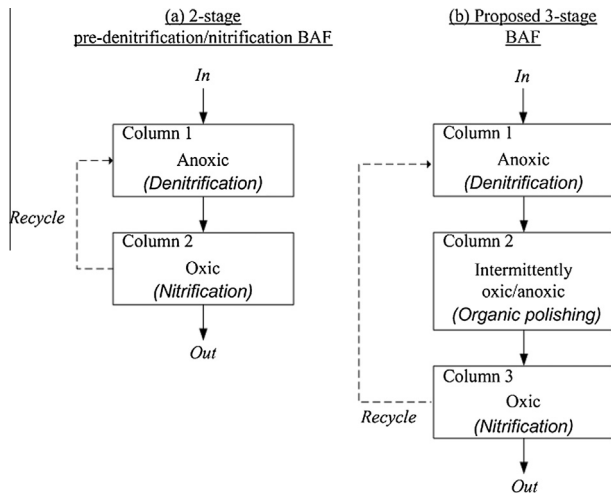 (a) 2-stage
pre-denitrification/nitrification BAF
In
Column 1
Anoxic
(Denitrification)
Recycle
Column 2
Oxic
(Nitrification)
Out
(b) Proposed 3-stage
BAF
In
Column 1
Anoxic
(Denitrification)
Column 2
Intermittently
oxic/anoxic
(Organic polishing)
Column 3
Oxic
(Nitrification)
Recycle
Out